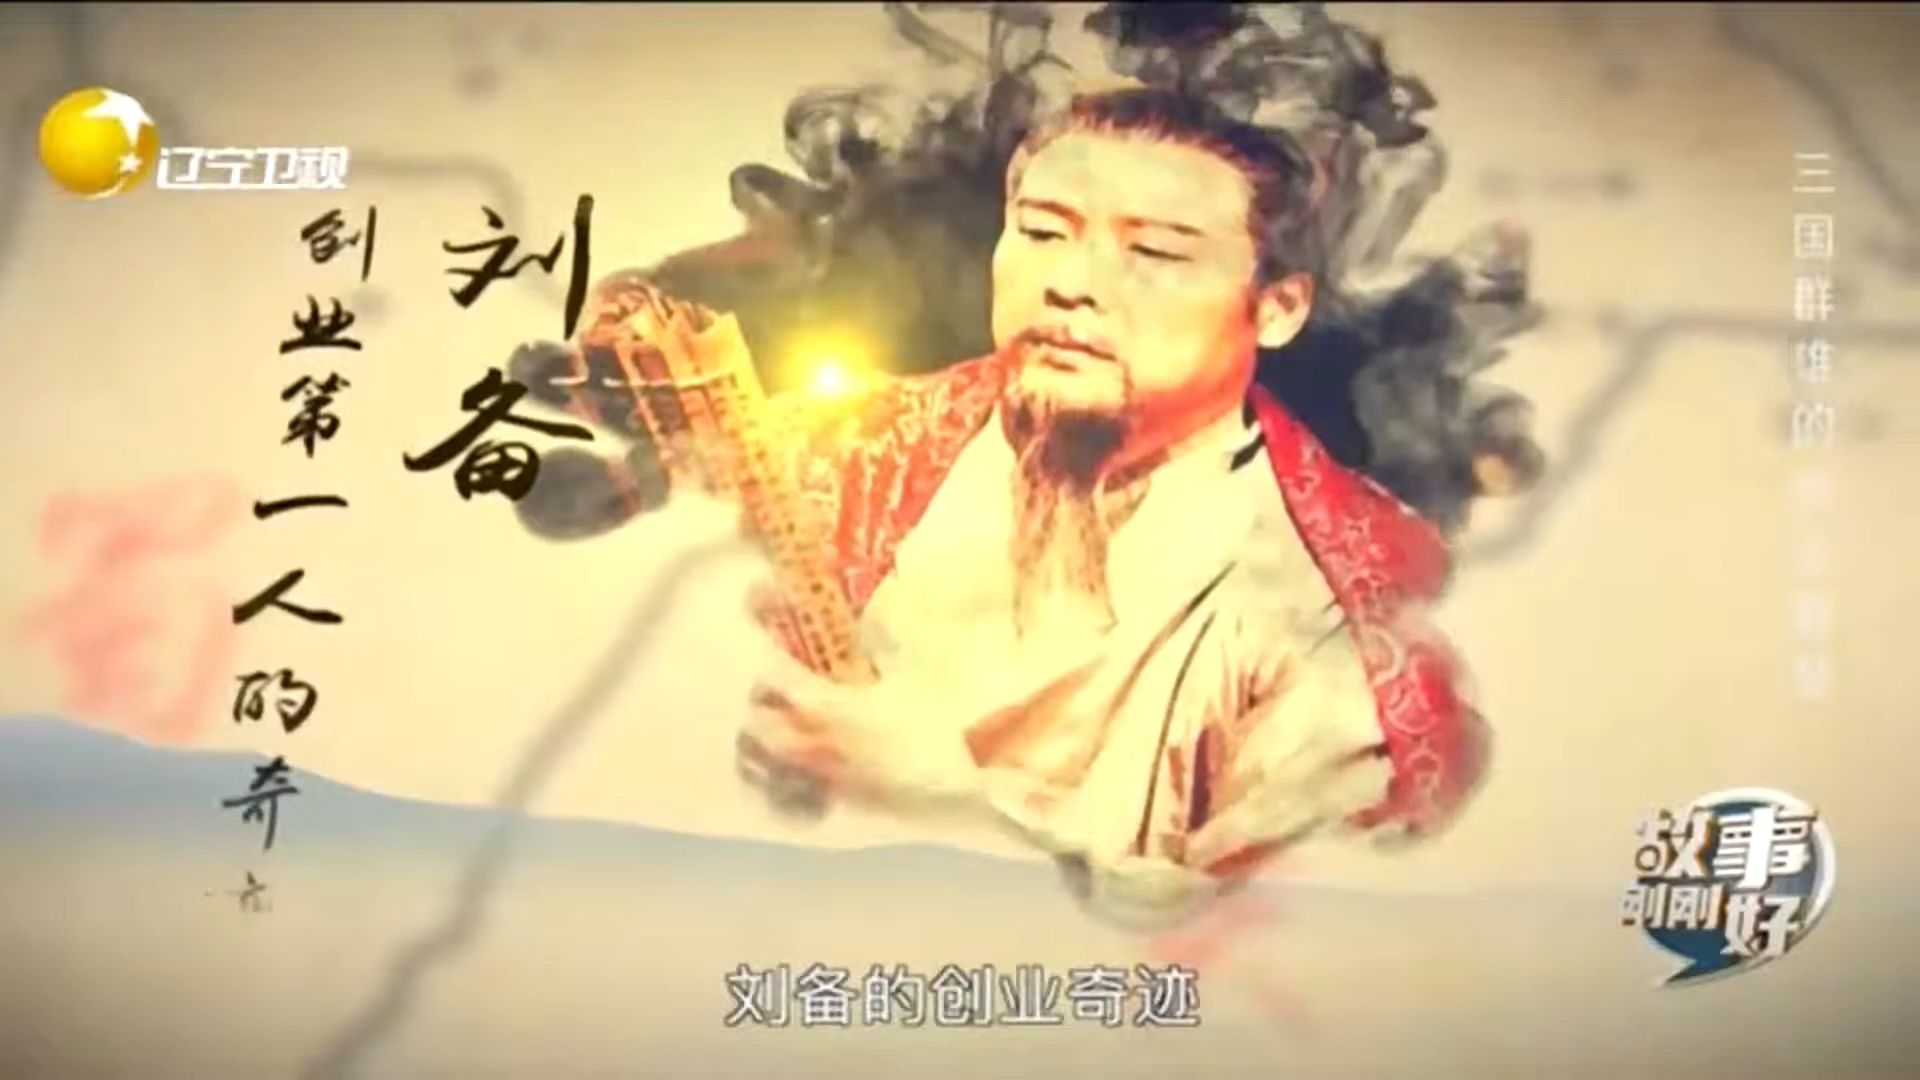 辽宁卫视
刘备
创业第一人的奇
三国群雄的
故事
刚刚好
刘备的创业奇迹